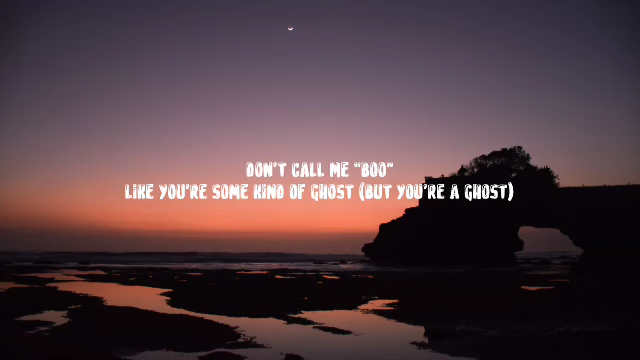 DON'T CALL ME "BOO"
LIKE YOU'RE SOME KIND OF GHOST (BUT YOU'RE A GHOST)